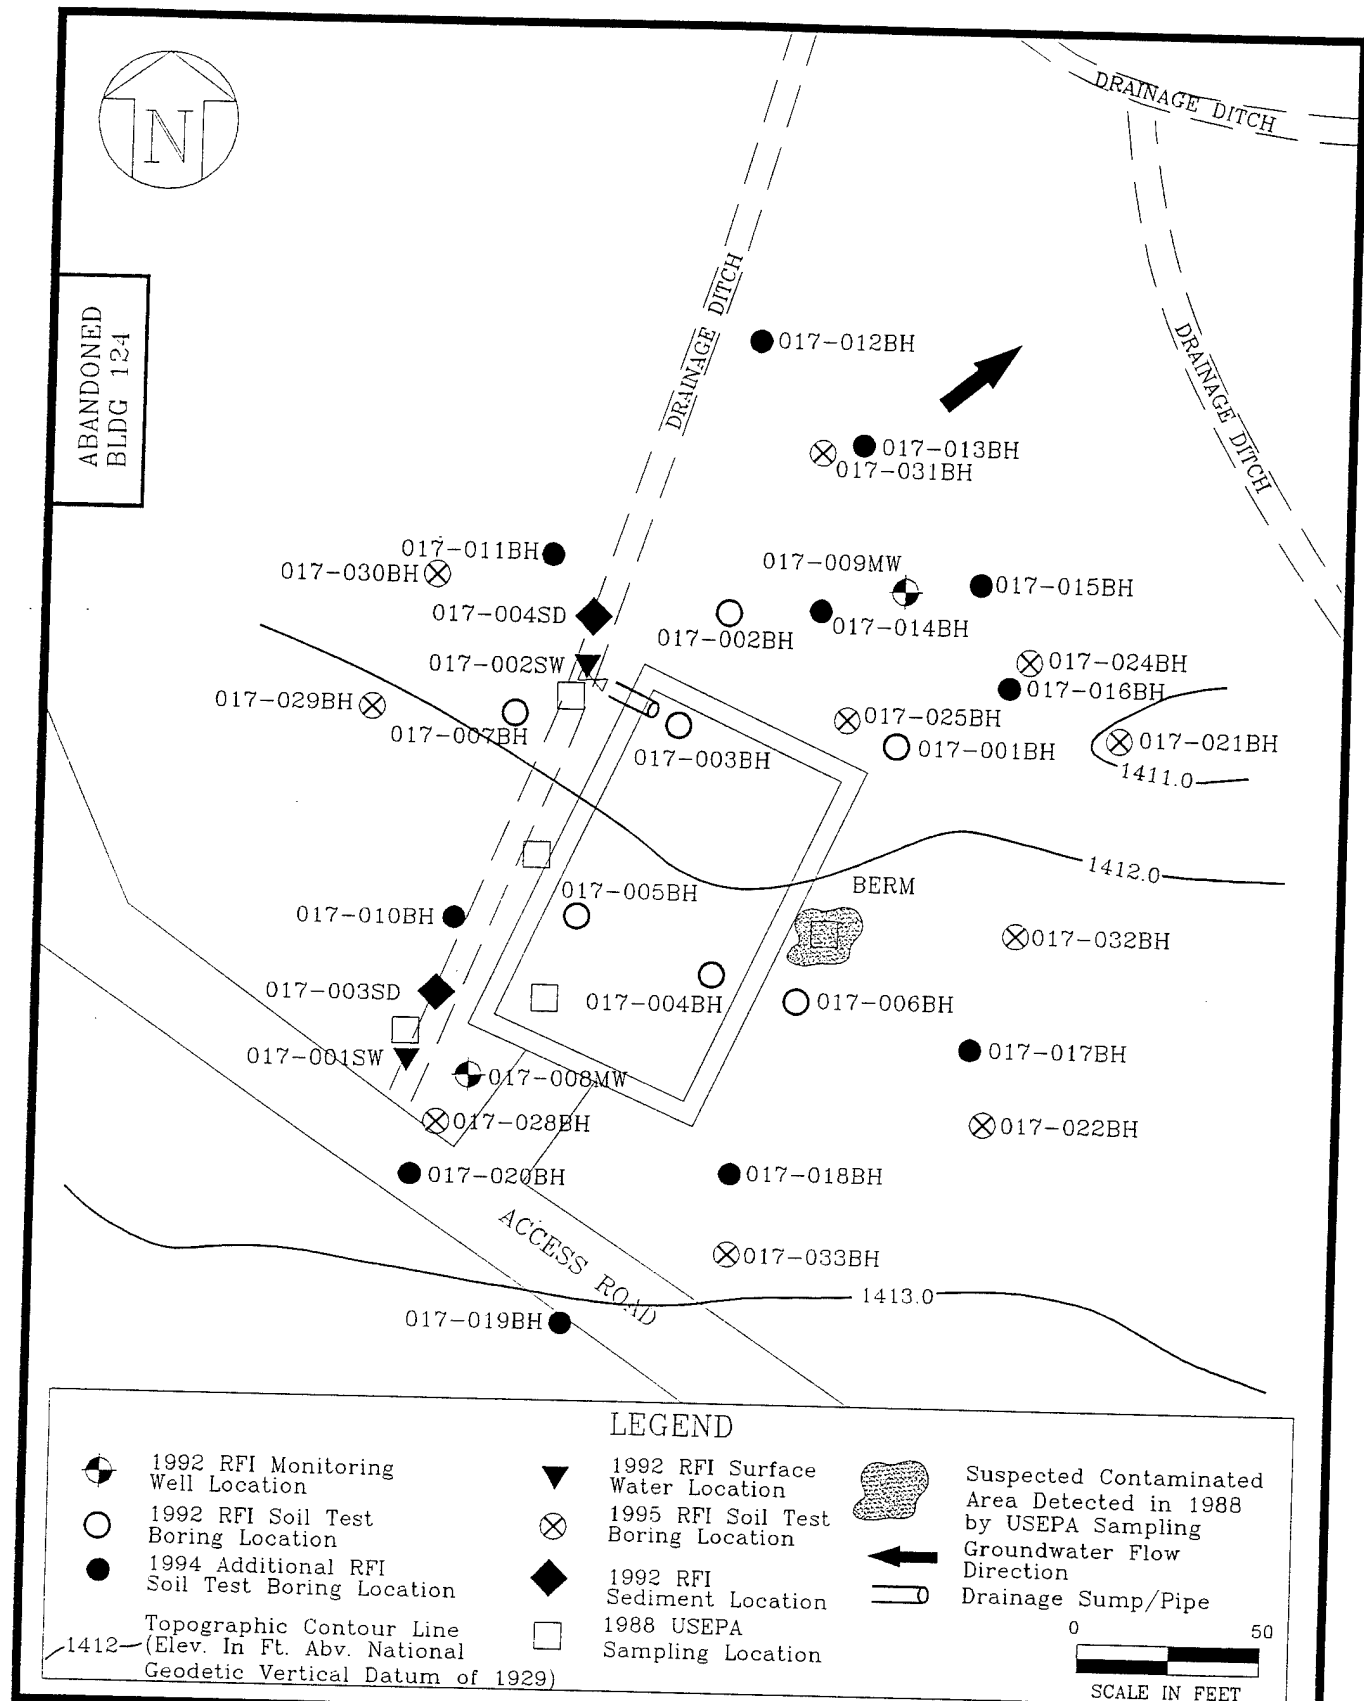 N
DRAINAGE DITCH
DRAINAGE DITCH
DRAINAGE DITCH
ABANDONED
BLDG 124
017-012BH
017-013BH
017-031BH
017-011BH
017-030BH
017-009MW
017-015BH
017-004SD
017-002BH
017-014BH
017-002SW
017-024BH
017-016BH
017-029BH
017-007BH
017-025BH
017-003BH
017-001BH
017-021BH
1411.0
1412.0
BERM
017-005BH
017-010BH
017-032BH
017-003SD
017-004BH
017-006BH
017-001SW
017-008MW
017-017BH
017-028BH
017-022BH
017-020BH
017-018BH
ACCESS ROAD
017-033BH
1413.0
017-019BH
LEGEND
1992 RFI Monitoring
Well Location
1992 RFI Soil Test
Boring Location
1994 Additional RFI
Soil Test Boring Location
1412
Topographic Contour Line
(Elev. In Ft. Abv. National
Geodetic Vertical Datum of 1929)
1992 RFI Surface
Water Location
1995 RFI Soil Test
Boring Location
1992 RFI
Sediment Location
1988 USEPA
Sampling Location
Suspected Contaminated
Area Detected in 1988
by USEPA Sampling
Groundwater Flow
Direction
Drainage Sump/Pipe
0 50
SCALE IN FEET